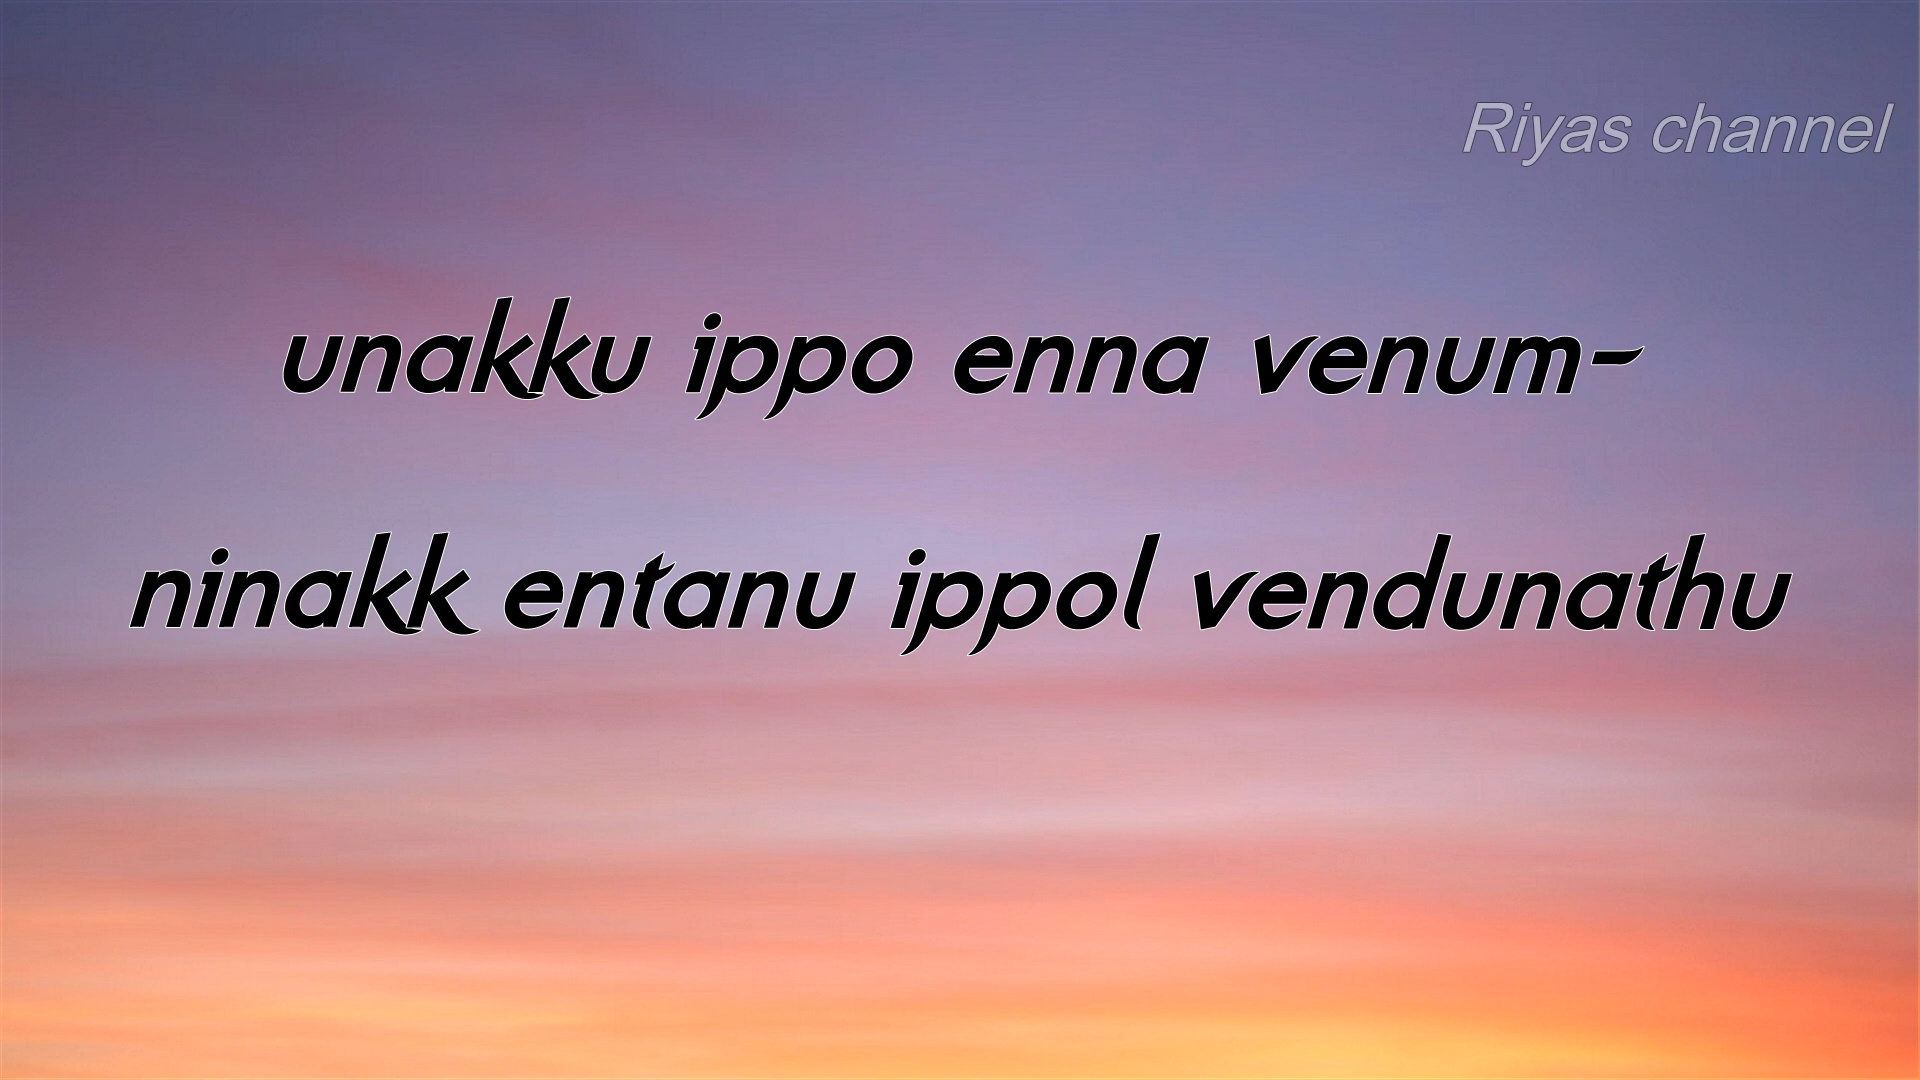 Riyas channel
unakku ippo enna venum-
ninakk entanu ippol vendunathu